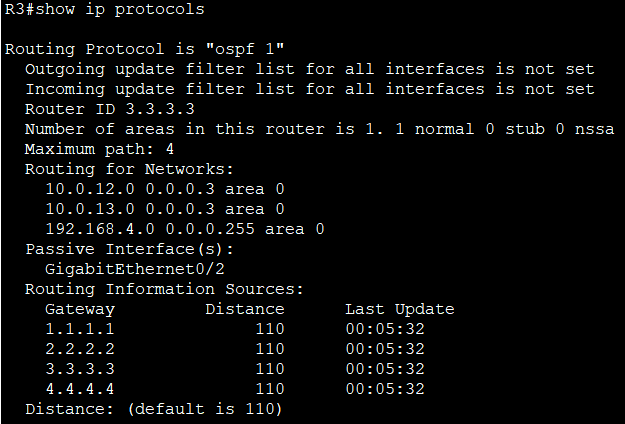 R3#show ip protocols
Routing Protocol is "ospf 1"
Outgoing update filter list for all interfaces is not set
Incoming update filter list for all interfaces is not set
Router ID 3.3.3.3
Number of areas in this router is 1. 1 normal 0 stub 0 nssa
Maximum path: 4
Routing for Networks:
10.0.12.0 0.0.0.3 area 0
10.0.13.0 0.0.0.3 area 0
192.168.4.0 0.0.0.255 area 0
Passive Interface(s):
GigabitEthernet0/2
Routing Information Sources:
Gateway Distance Last Update
1.1.1.1 110 00:05:32
2.2.2.2 110 00:05:32
3.3.3.3 110 00:05:32
4.4.4.4 110 00:05:32
Distance: (default is 110)